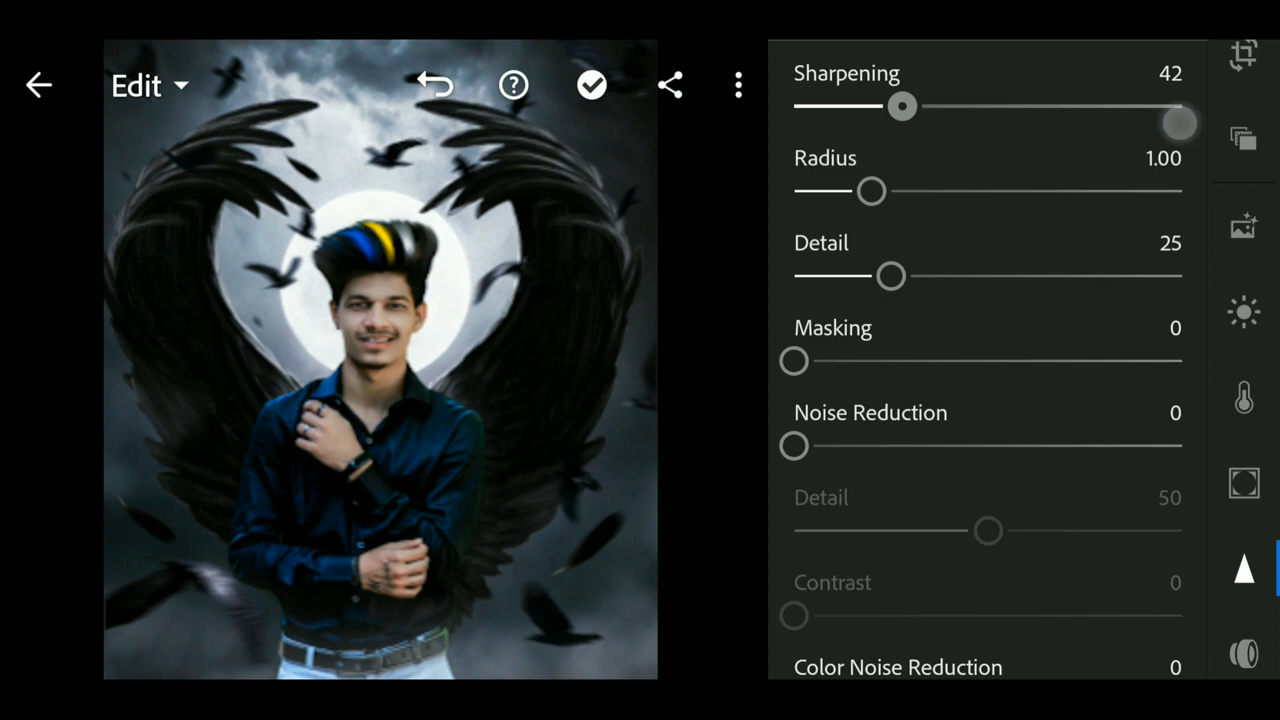 Edit
Sharpening 42
Radius 1.00
Detail 25
Masking 0
Noise Reduction 0
Detail 50
Contrast 0
Color Noise Reduction 0